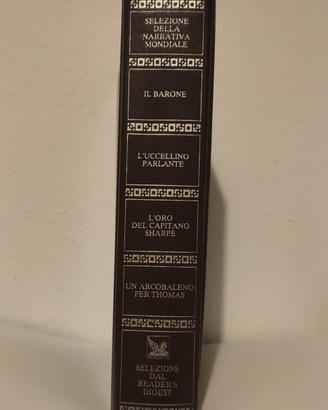 SELEZIONE
DELLA
NARRATIVA
MONDIALE
IL BARONE
L'UCCELLINO
PARLANTE
L'ORO
DEL CAPITANO
SHARPE
UN ARCOBALENO
PER THOMAS
SELEZIONE
DAL
READER'S
DIGEST